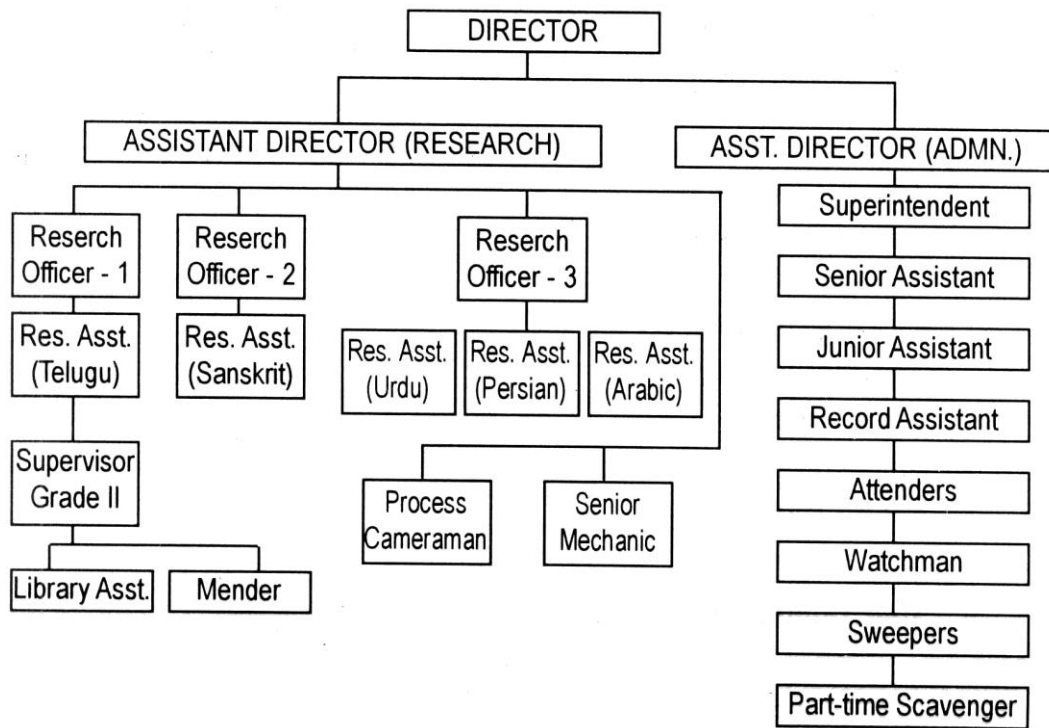 DIRECTOR
ASSISTANT DIRECTOR (RESEARCH)
ASST. DIRECTOR (ADMN.)
Reserch
Officer - 1
Reserch
Officer - 2
Reserch
Officer - 3
Res. Asst.
(Telugu)
Res. Asst.
(Sanskrit)
Res. Asst.
(Urdu)
Res. Asst.
(Persian)
Res. Asst.
(Arabic)
Supervisor
Grade II
Process
Cameraman
Senior
Mechanic
Library Asst.
Mender
Superintendent
Senior Assistant
Junior Assistant
Record Assistant
Attenders
Watchman
Sweepers
Part-time Scavenger